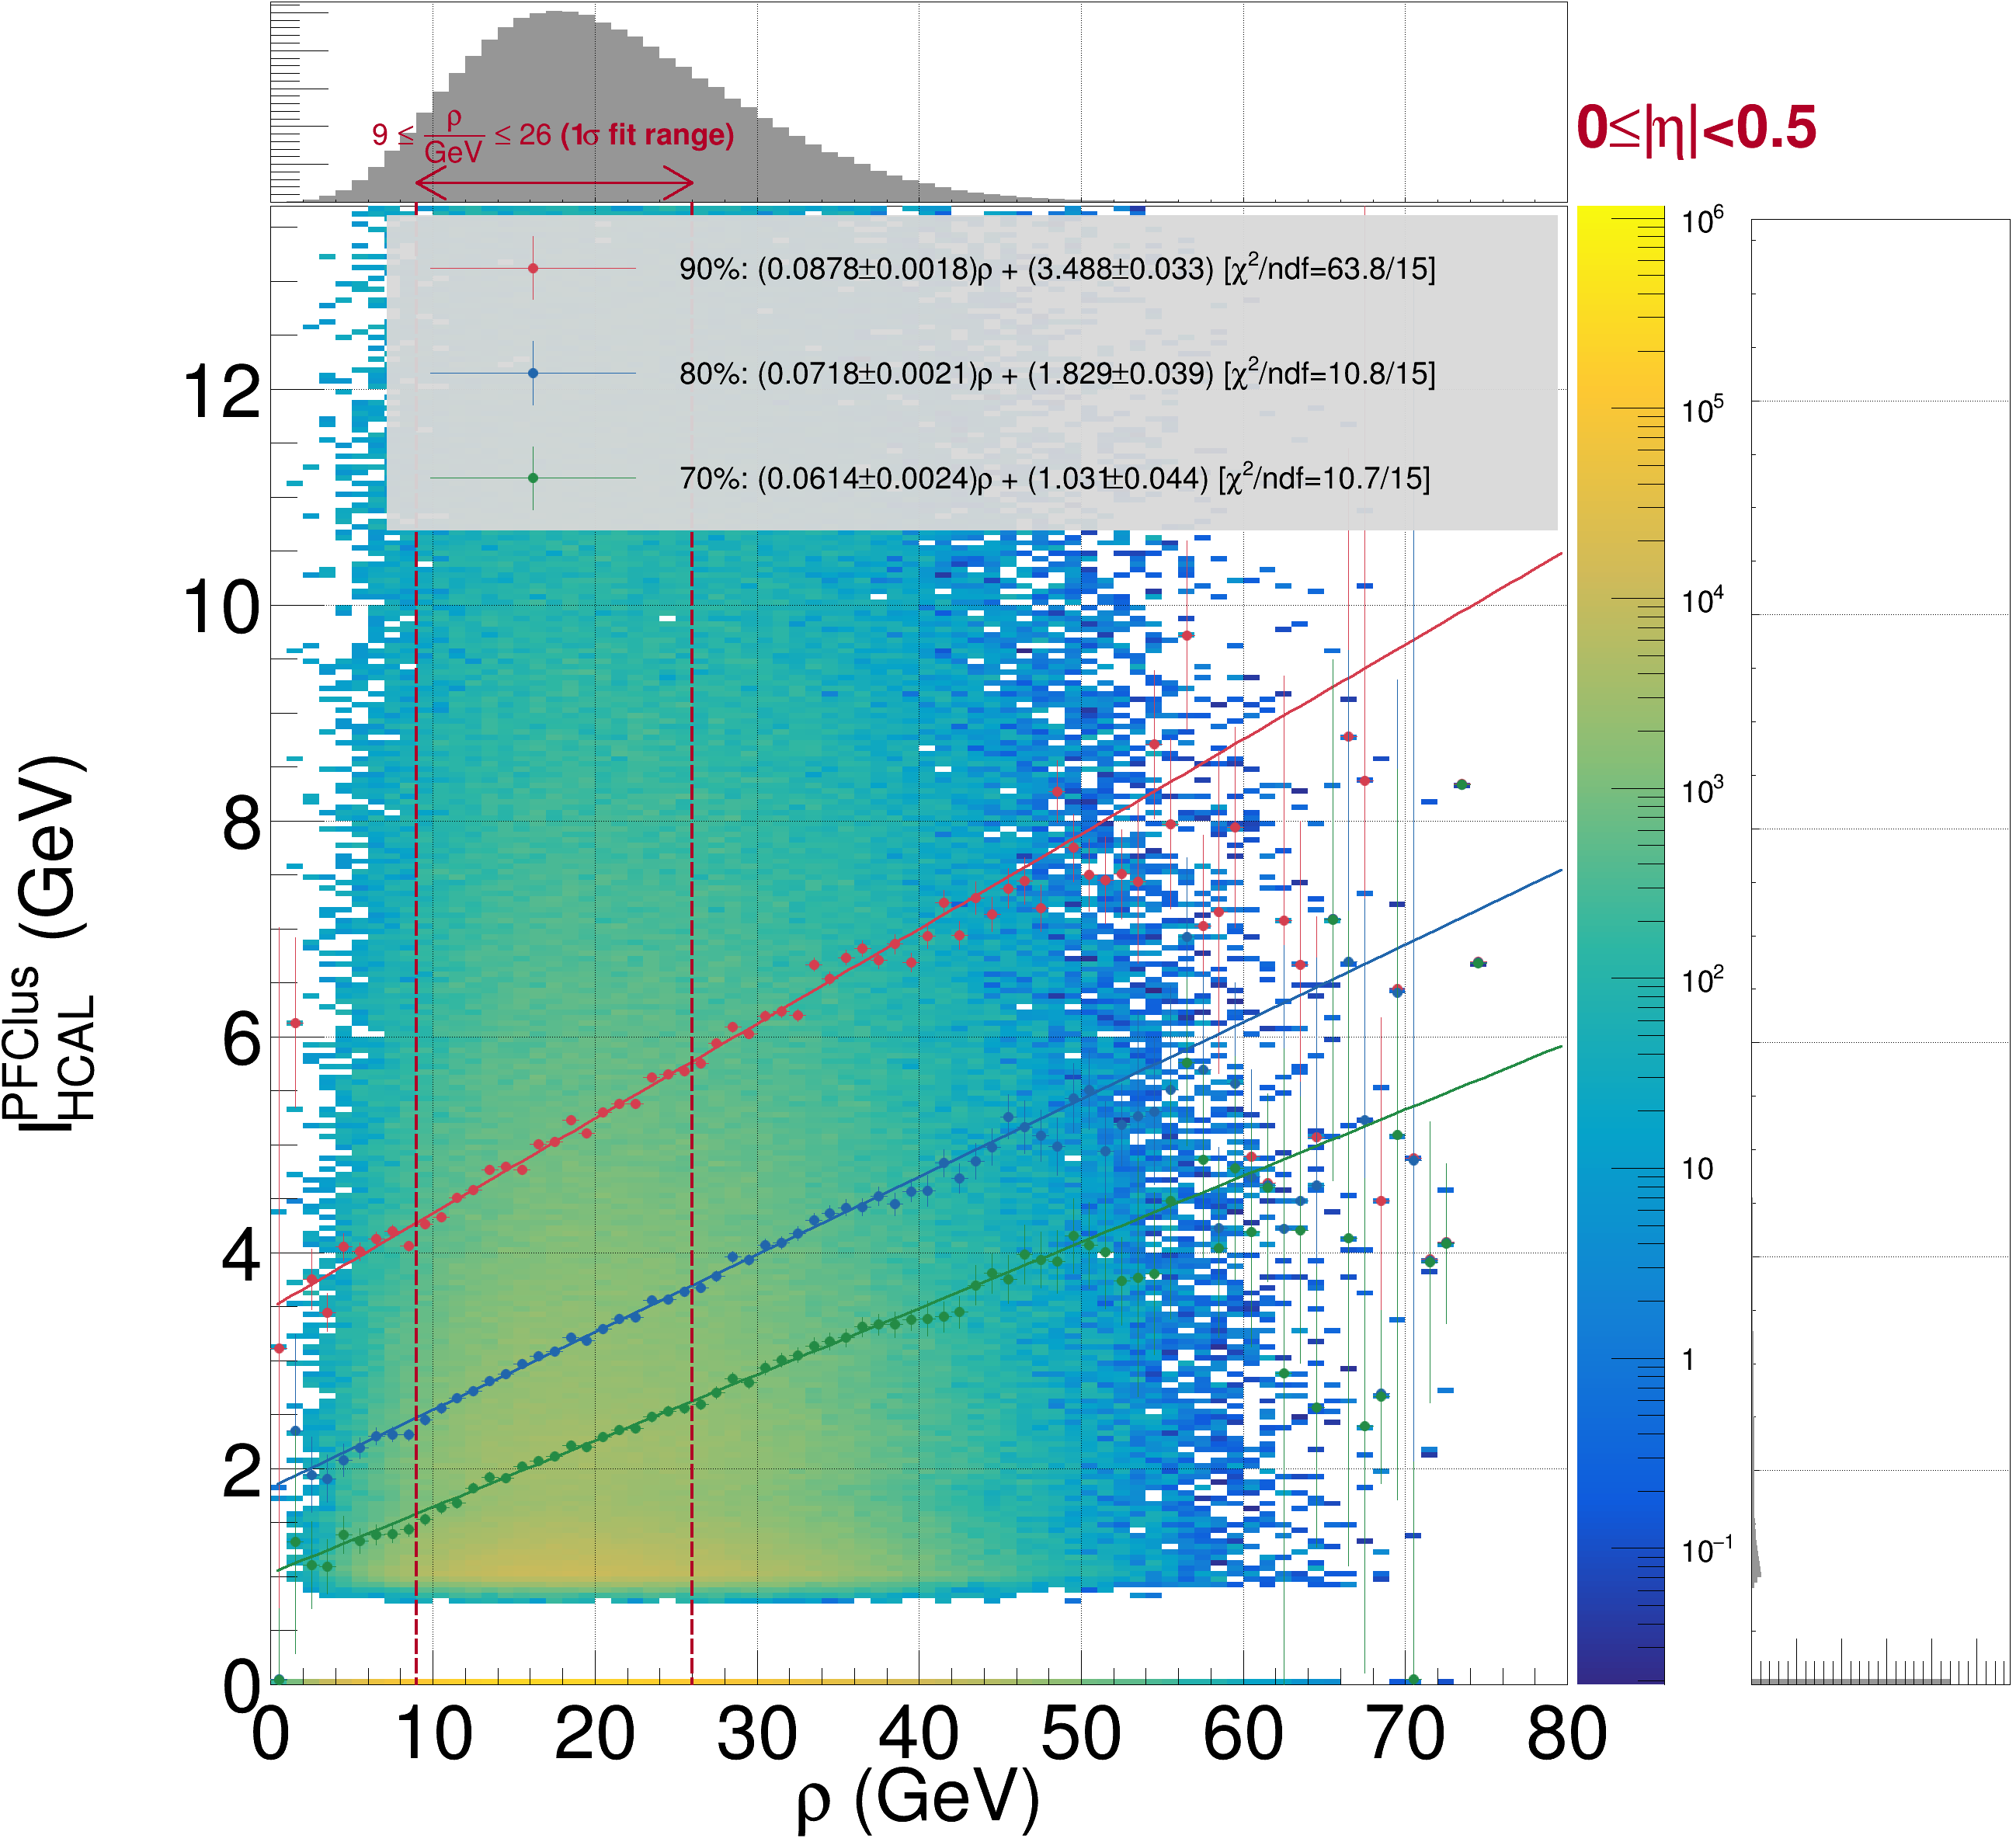 9 ≤ ρ/GeV ≤ 26 (1σ fit range)
0≤|η|<0.5
90%: (0.0878±0.0018)ρ + (3.488±0.033) [χ²/ndf=63.8/15]
80%: (0.0718±0.0021)ρ + (1.829±0.039) [χ²/ndf=10.8/15]
70%: (0.0614±0.0024)ρ + (1.031±0.044) [χ²/ndf=10.7/15]
I_HCAL^PFClus (GeV)
12
10
8
6
4
2
0
0 10 20 30 40 50 60 70 80
ρ (GeV)
10⁶
10⁵
10⁴
10³
10²
10
1
10⁻¹